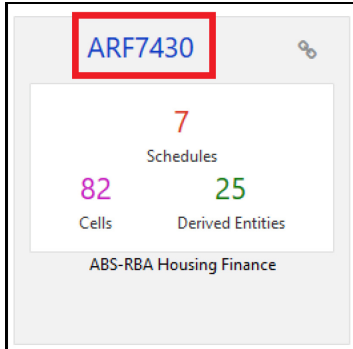 ARF7430
7
Schedules
82 25
Cells Derived Entities
ABS-RBA Housing Finance